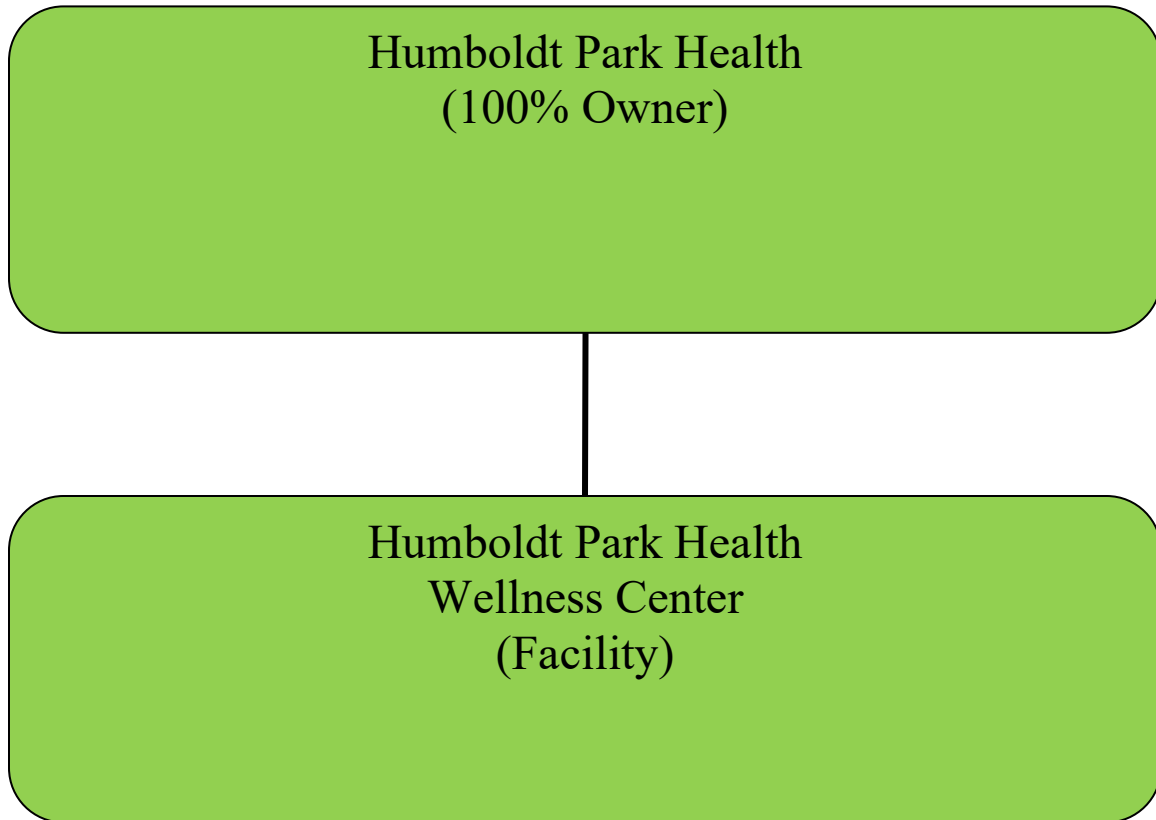 Humboldt Park Health
(100% Owner)
Humboldt Park Health
Wellness Center
(Facility)